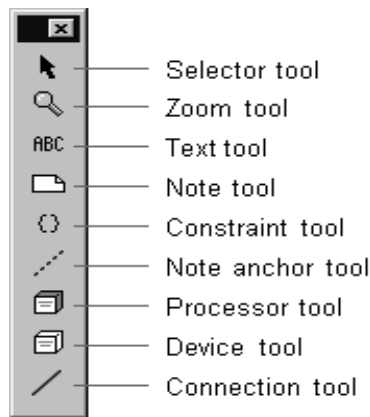 Selector tool
Zoom tool
ABC Text tool
Note tool
{} Constraint tool
Note anchor tool
Processor tool
Device tool
Connection tool